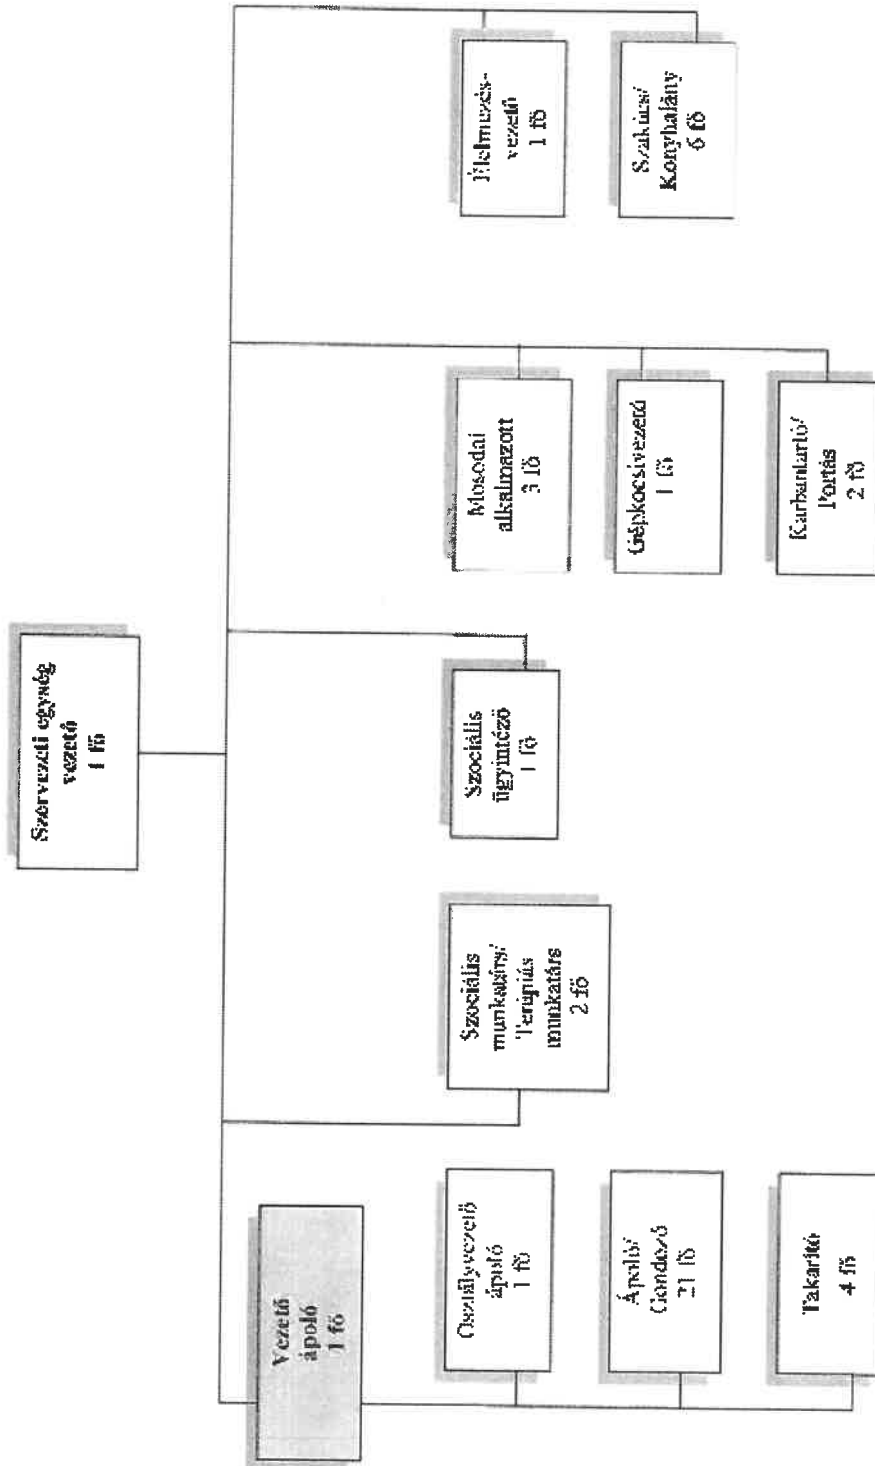 Szervezeti egység
vezető
1 fő
Vezető
ápoló
1 fő
Osztályvezető
ápoló
1 fő
Ápoló/
Gondozó
21 fő
Takarító
4 fő
Szociális
munkatárs/
Terápiás
munkatárs
2 fő
Szociális
ügyintéző
1 fő
Mosodai
alkalmazott
3 fő
Gépkocsivezető
1 fő
Karbantartó/
Portás
2 fő
Élelmezés-
vezető
1 fő
Szakács/
Konyhalány
6 fő